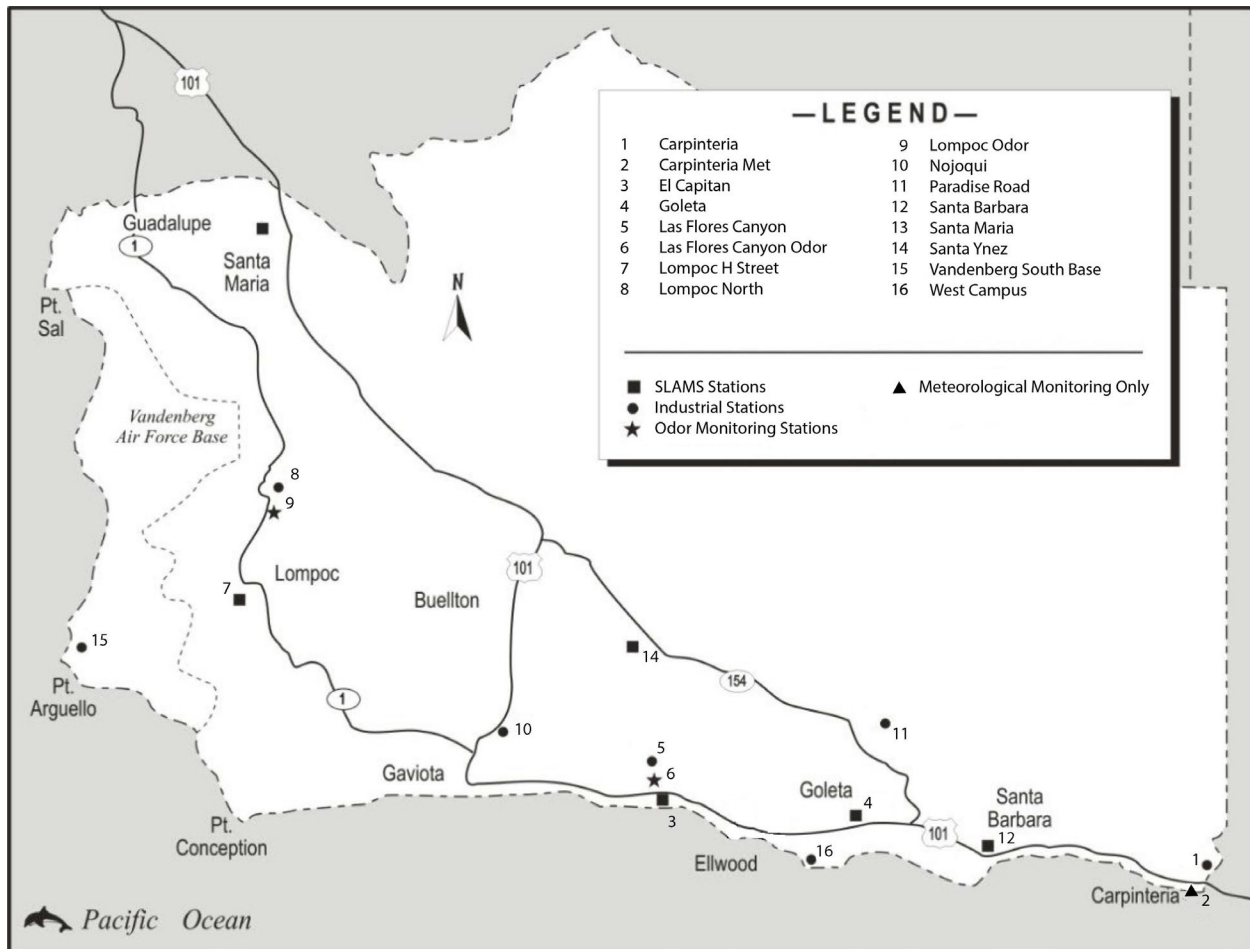 101
—LEGEND—
1 Carpinteria
2 Carpinteria Met
3 El Capitan
4 Goleta
5 Las Flores Canyon
6 Las Flores Canyon Odor
7 Lompoc H Street
8 Lompoc North
9 Lompoc Odor
10 Nojoqui
11 Paradise Road
12 Santa Barbara
13 Santa Maria
14 Santa Ynez
15 Vandenberg South Base
16 West Campus
SLAMS Stations
Industrial Stations
Odor Monitoring Stations
Meteorological Monitoring Only
Guadalupe
1
Santa
Maria
N
Pt.
Sal
Vandenberg
Air Force Base
8
9
Lompoc
101
7
Buellton
15
14
Pt.
Arguello
1
154
10
11
5
6
Gaviota
Goleta
4
Santa
Barbara
3
Pt.
Conception
101
12
Ellwood
16
1
Carpinteria
2
Pacific Ocean